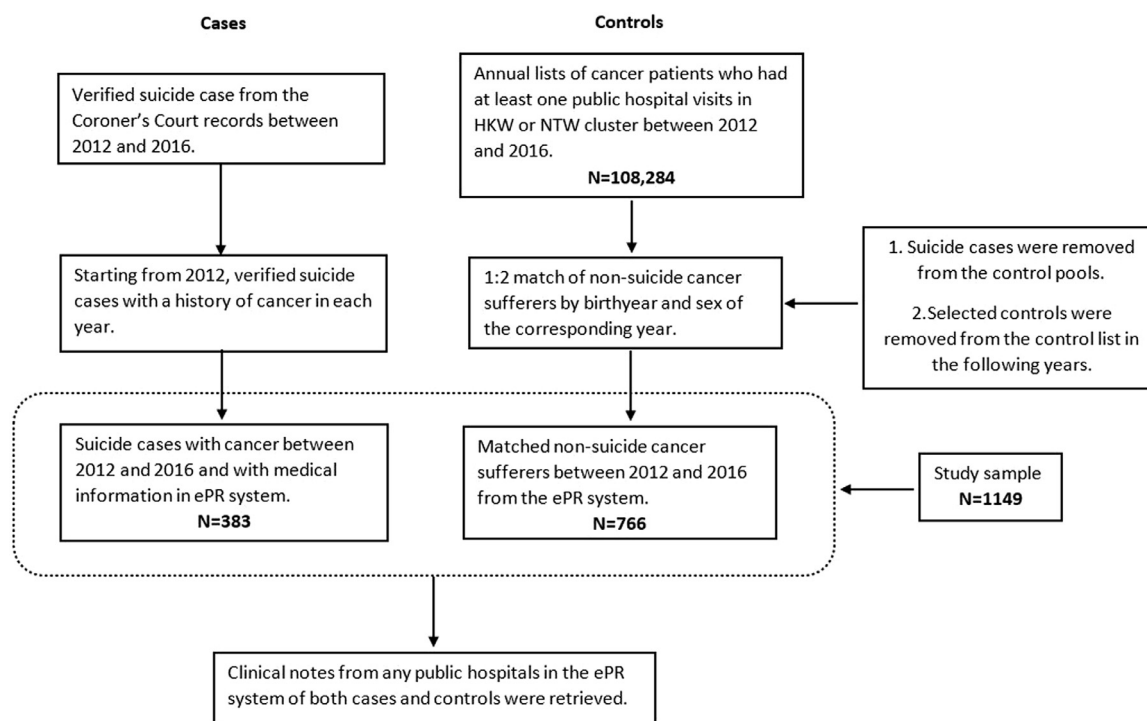 Cases
Verified suicide case from the
Coroner's Court records between
2012 and 2016.
Starting from 2012, verified suicide
cases with a history of cancer in each
year.
Suicide cases with cancer between
2012 and 2016 and with medical
information in ePR system.
N=383
Controls
Annual lists of cancer patients who had
at least one public hospital visits in
HKW or NTW cluster between 2012
and 2016.
N=108,284
1:2 match of non-suicide cancer
sufferers by birthyear and sex of
the corresponding year.
1. Suicide cases were removed
from the control pools.
2.Selected controls were
removed from the control list in
the following years.
Matched non-suicide cancer
sufferers between 2012 and 2016
from the ePR system.
N=766
Study sample
N=1149
Clinical notes from any public hospitals in the ePR
system of both cases and controls were retrieved.